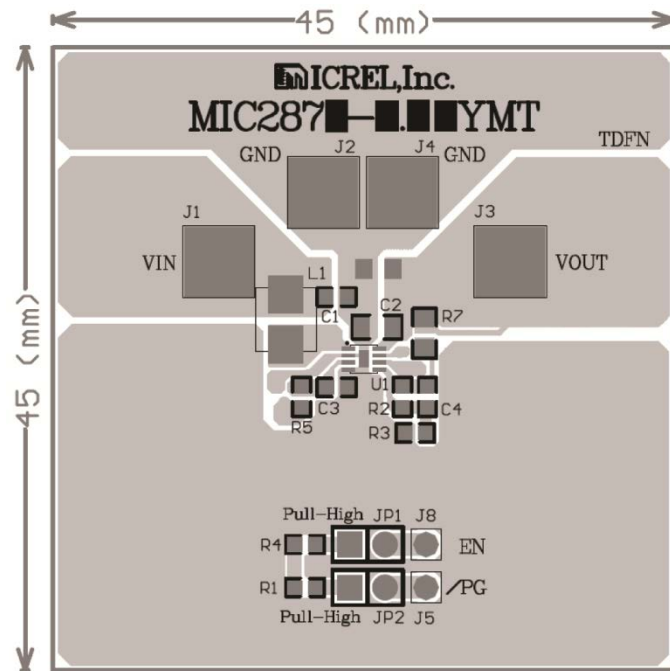 45 (mm)
MICREL,Inc.
MIC287█-█.██YMT
TDFN
GND J2 J4 GND
J1 J3
VIN VOUT
L1
C1 C2 R7
45 (mm)
U1
C3 R2 C4
R5 R3
Pull-High JP1 J8
R4 EN
R1 /PG
Pull-High JP2 J5